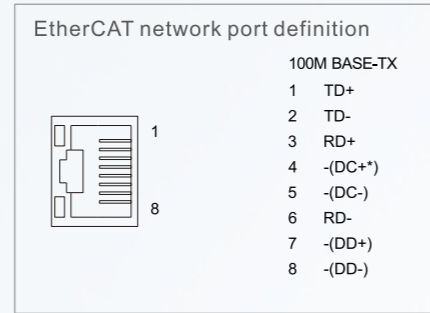 EtherCAT network port definition
100M BASE-TX
1 TD+
2 TD-
3 RD+
4 -(DC+*)
5 -(DC-)
6 RD-
7 -(DD+)
8 -(DD-)
1
8